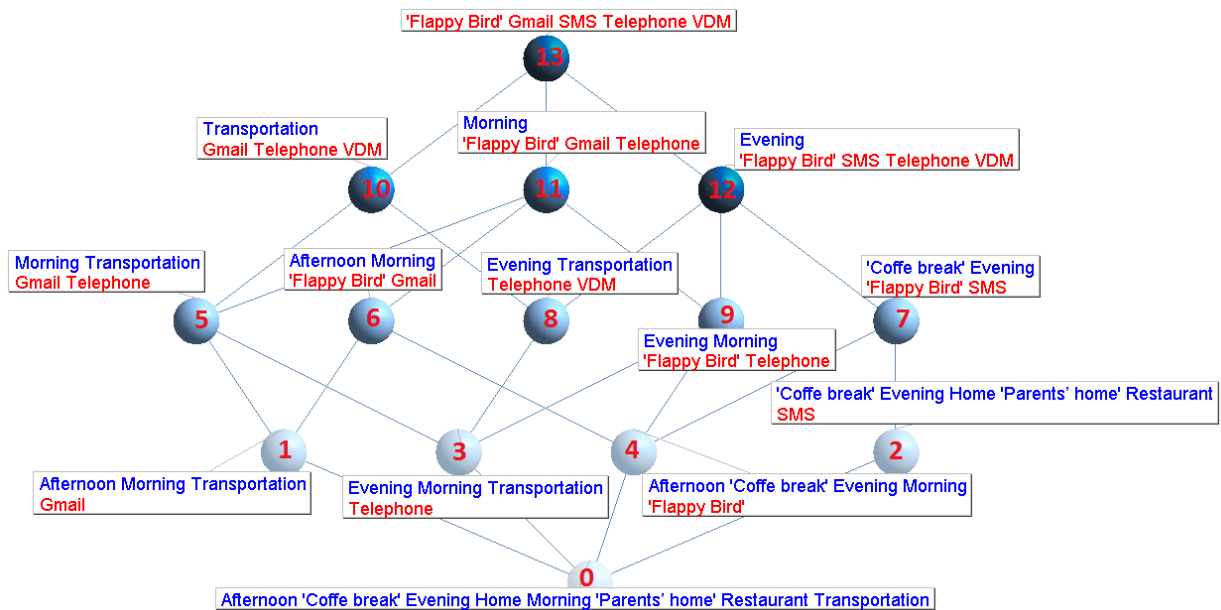 'Flappy Bird' Gmail SMS Telephone VDM
13
Transportation
Gmail Telephone VDM
Morning
'Flappy Bird' Gmail Telephone
Evening
'Flappy Bird' SMS Telephone VDM
10
11
12
Morning Transportation
Gmail Telephone
Afternoon Morning
'Flappy Bird' Gmail
Evening Transportation
Telephone VDM
'Coffe break' Evening
'Flappy Bird' SMS
5
6
8
9
7
Evening Morning
'Flappy Bird' Telephone
'Coffe break' Evening Home 'Parents’ home' Restaurant
SMS
1
3
4
2
Afternoon Morning Transportation
Gmail
Evening Morning Transportation
Telephone
Afternoon 'Coffe break' Evening Morning
'Flappy Bird'
0
Afternoon 'Coffe break' Evening Home Morning 'Parents’ home' Restaurant Transportation